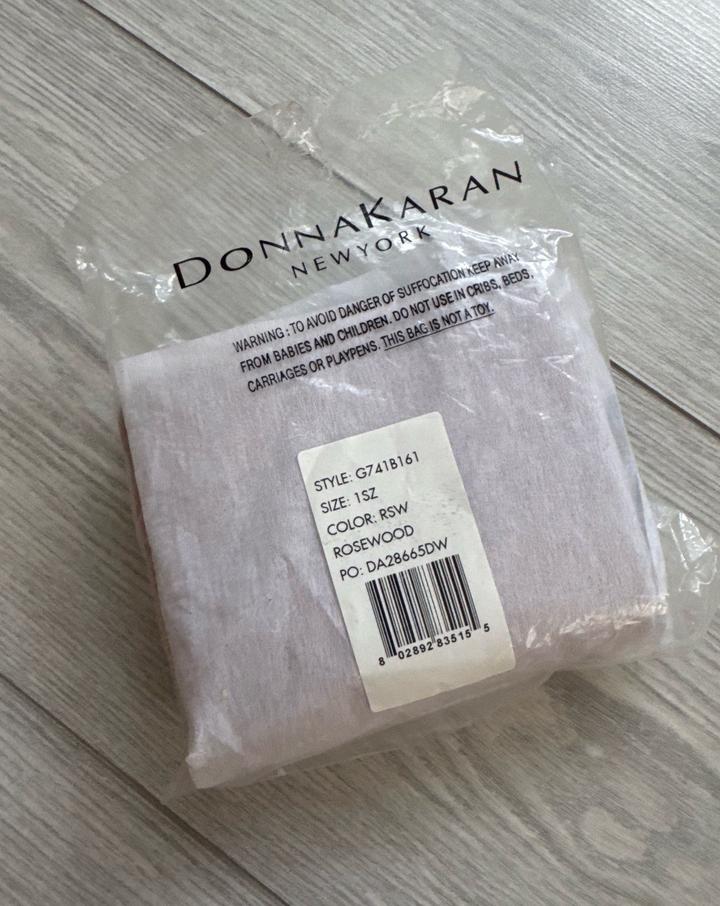 DONNAKARAN
NEWYORK
WARNING : TO AVOID DANGER OF SUFFOCATION KEEP AWAY
FROM BABIES AND CHILDREN. DO NOT USE IN CRIBS, BEDS,
CARRIAGES OR PLAYPENS. THIS BAG IS NOT A TOY.
STYLE: G741B161
SIZE: 1SZ
COLOR: RSW
ROSEWOOD
PO: DA28665DW
8 02892 83515 5